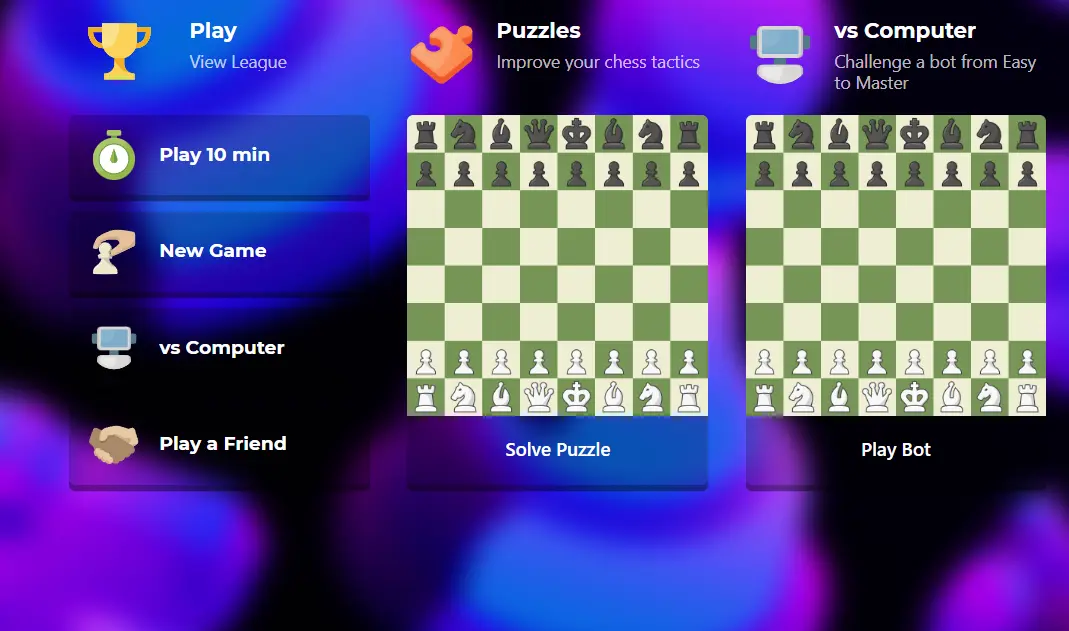 Play
View League
Puzzles
Improve your chess tactics
vs Computer
Challenge a bot from Easy
to Master
Play 10 min
New Game
vs Computer
Play a Friend
Solve Puzzle
Play Bot